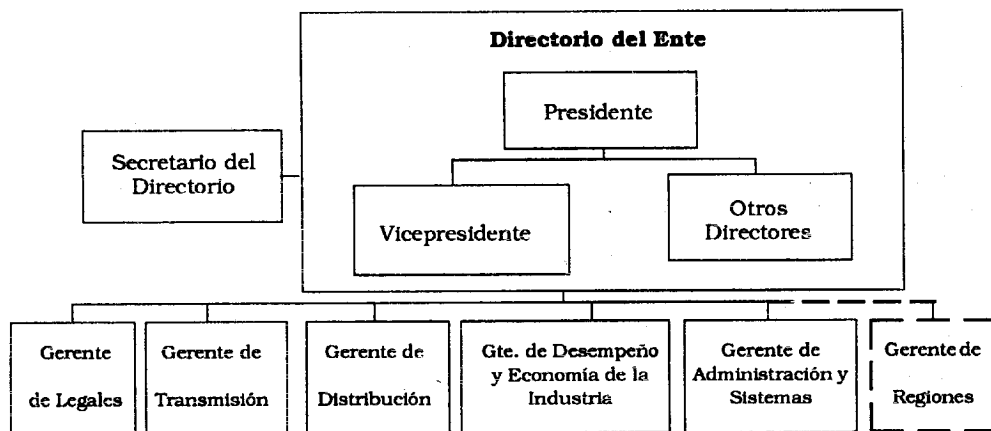 Directorio del Ente
Presidente
Secretario del
Directorio
Vicepresidente
Otros
Directores
Gerente
de Legales
Gerente de
Transmisión
Gerente de
Distribución
Gte. de Desempeño
y Economía de la
Industria
Gerente de
Administración y
Sistemas
Gerente de
Regiones